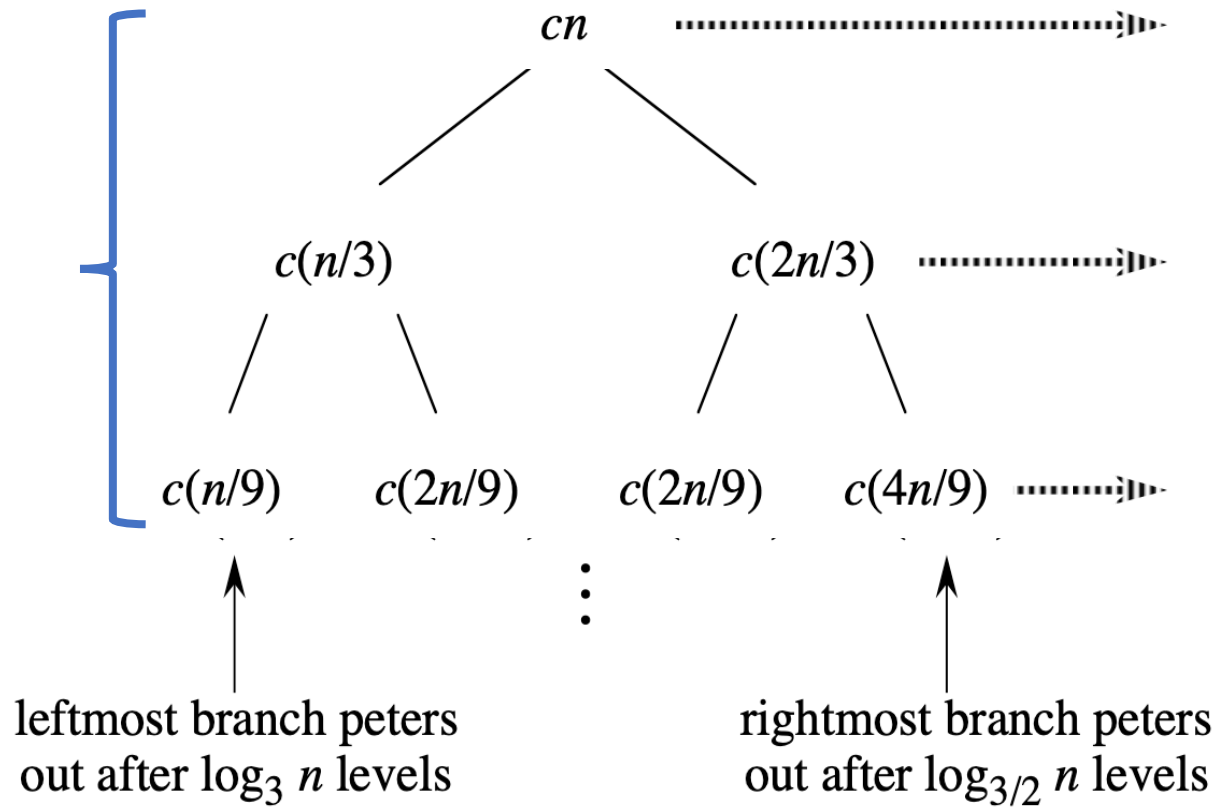 cn
c(n/3) c(2n/3)
c(n/9) c(2n/9) c(2n/9) c(4n/9)
leftmost branch peters
out after log₃ n levels
rightmost branch peters
out after log₃/₂ n levels